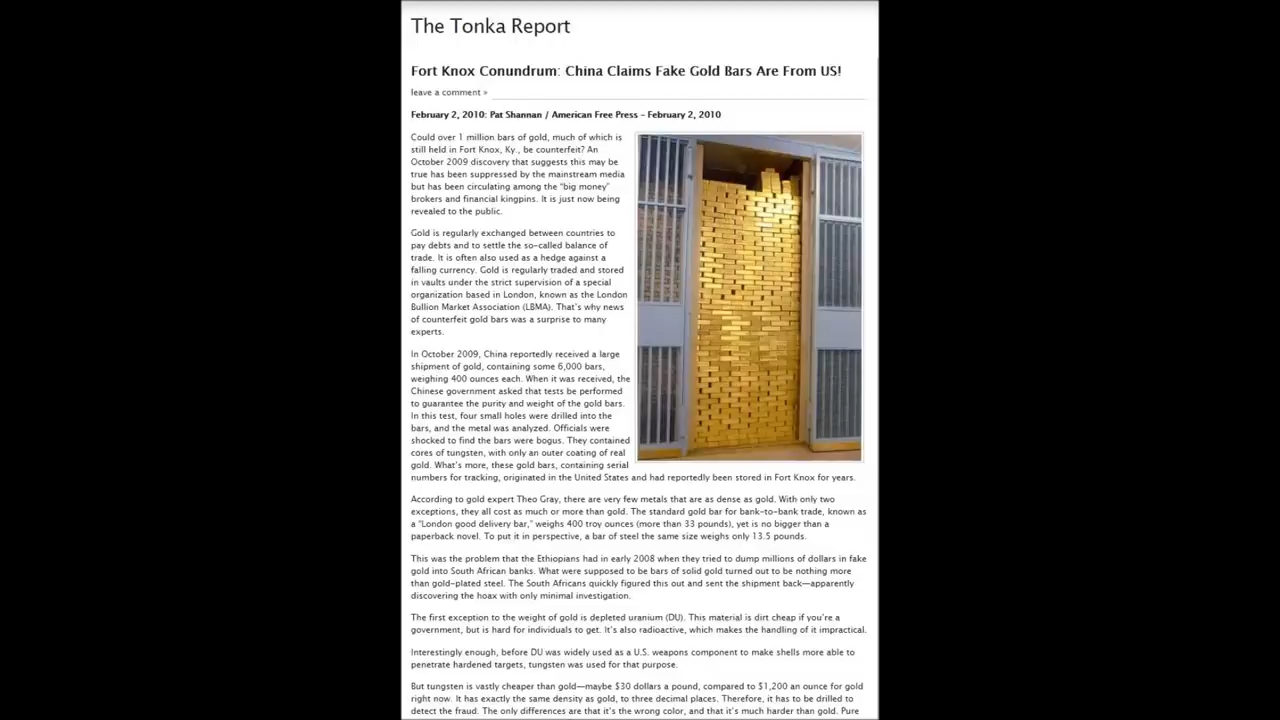 The Tonka Report
Fort Knox Conundrum: China Claims Fake Gold Bars Are From US!
leave a comment »
February 2, 2010: Pat Shannan / American Free Press – February 2, 2010
Could over 1 million bars of gold, much of which is
still held in Fort Knox, Ky., be counterfeit? An
October 2009 discovery that suggests this may be
true has been suppressed by the mainstream media
but has been circulating among the "big money"
brokers and financial kingpins. It is just now being
revealed to the public.
Gold is regularly exchanged between countries to
pay debts and to settle the so-called balance of
trade. It is often also used as a hedge against a
falling currency. Gold is regularly traded and stored
in vaults under the strict supervision of a special
organization based in London, known as the London
Bullion Market Association (LBMA). That's why news
of counterfeit gold bars was a surprise to many
experts.
In October 2009, China reportedly received a large
shipment of gold, containing some 6,000 bars,
weighing 400 ounces each. When it was received, the
Chinese government asked that tests be performed
to guarantee the purity and weight of the gold bars.
In this test, four small holes were drilled into the
bars, and the metal was analyzed. Officials were
shocked to find the bars were bogus. They contained
cores of tungsten, with only an outer coating of real
gold. What's more, these gold bars, containing serial
numbers for tracking, originated in the United States and had reportedly been stored in Fort Knox for years.
According to gold expert Theo Gray, there are very few metals that are as dense as gold. With only two
exceptions, they all cost as much or more than gold. The standard gold bar for bank-to-bank trade, known as
a "London good delivery bar," weighs 400 troy ounces (more than 33 pounds), yet is no bigger than a
paperback novel. To put it in perspective, a bar of steel the same size weighs only 13.5 pounds.
This was the problem that the Ethiopians had in early 2008 when they tried to dump millions of dollars in fake
gold into South African banks. What were supposed to be bars of solid gold turned out to be nothing more
than gold-plated steel. The South Africans quickly figured this out and sent the shipment back—apparently
discovering the hoax with only minimal investigation.
The first exception to the weight of gold is depleted uranium (DU). This material is dirt cheap if you're a
government, but is hard for individuals to get. It's also radioactive, which makes the handling of it impractical.
Interestingly enough, before DU was widely used as a U.S. weapons component to make shells more able to
penetrate hardened targets, tungsten was used for that purpose.
But tungsten is vastly cheaper than gold—maybe $30 dollars a pound, compared to $1,200 an ounce for gold
right now. It has exactly the same density as gold, to three decimal places. Therefore, it has to be drilled to
detect the fraud. The only differences are that it's the wrong color, and that it's much harder than gold. Pure